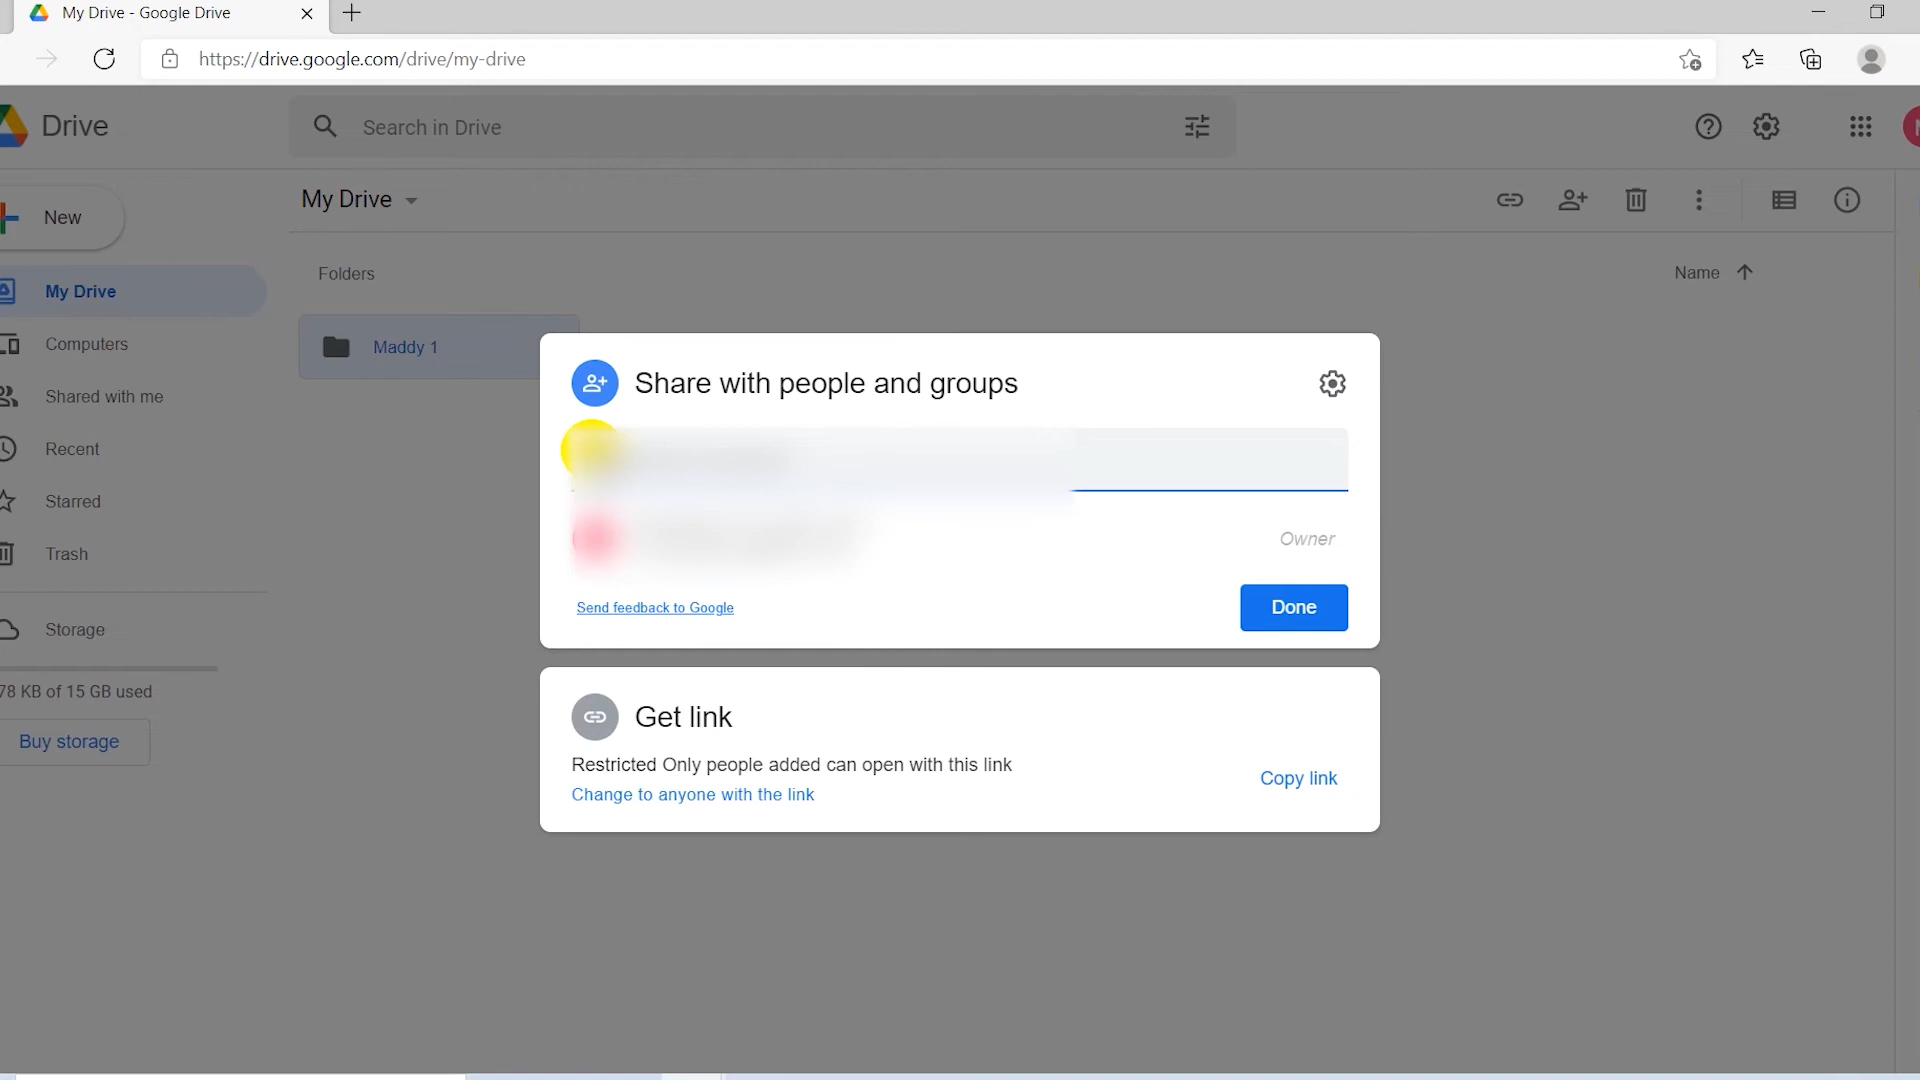 My Drive - Google Drive
https://drive.google.com/drive/my-drive
Drive
Search in Drive
New
My Drive
My Drive
Computers
Shared with me
Recent
Starred
Trash
Storage
78 KB of 15 GB used
Buy storage
Folders
Name
Maddy 1
Share with people and groups
Owner
Send feedback to Google
Done
Get link
Restricted Only people added can open with this link
Change to anyone with the link
Copy link